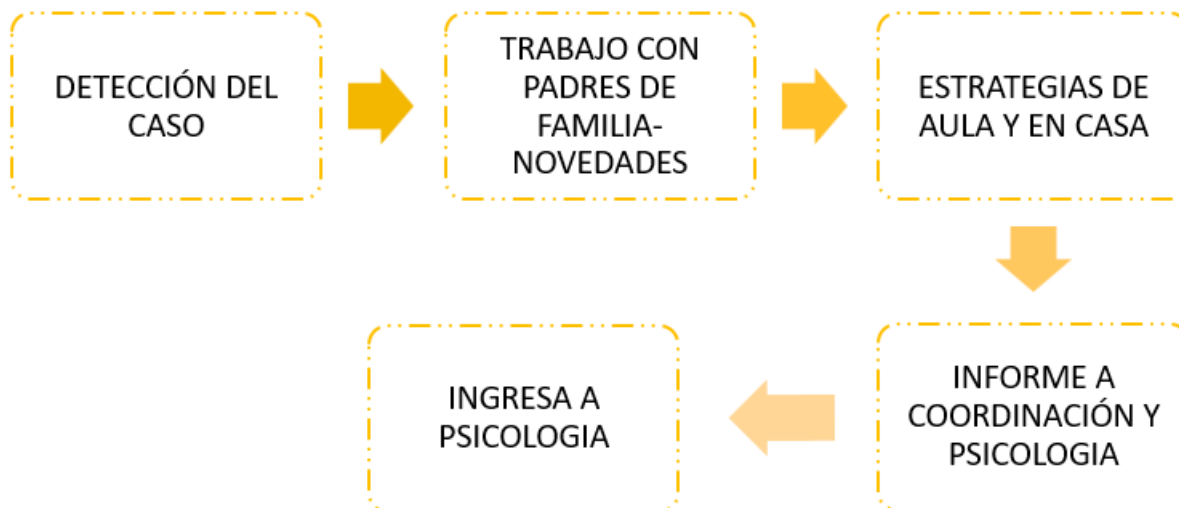 DETECCIÓN DEL
CASO
TRABAJO CON
PADRES DE
FAMILIA-
NOVEDADES
ESTRATEGIAS DE
AULA Y EN CASA
INFORME A
COORDINACIÓN Y
PSICOLOGIA
INGRESA A
PSICOLOGIA